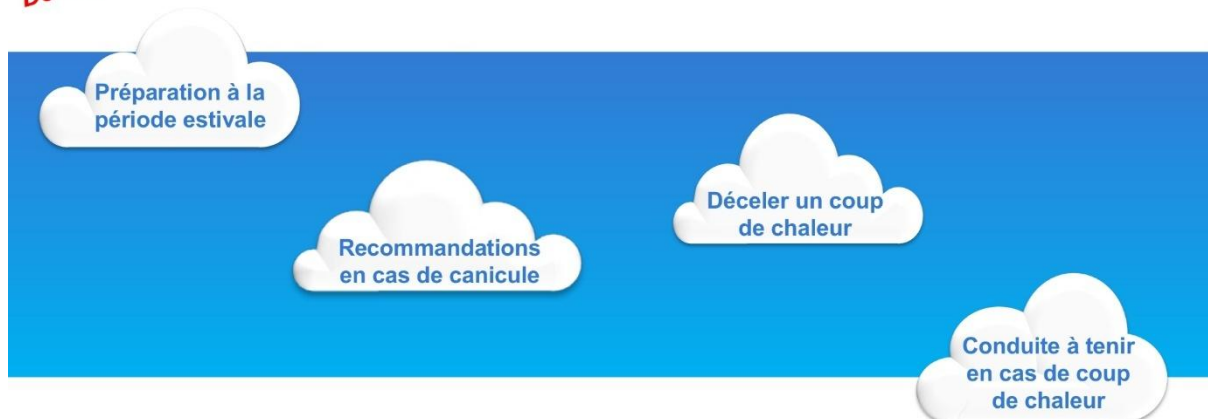 Préparation à la
période estivale
Recommandations
en cas de canicule
Déceler un coup
de chaleur
Conduite à tenir
en cas de coup
de chaleur